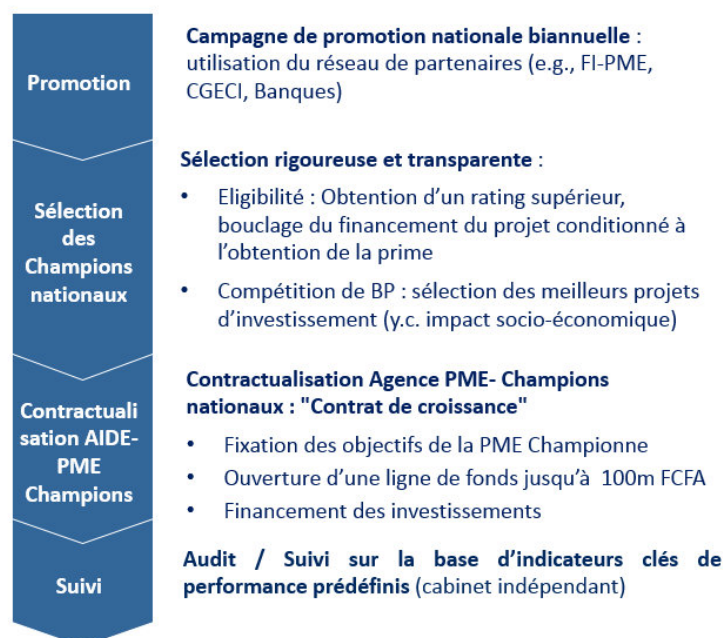 Promotion
Campagne de promotion nationale biannuelle :
utilisation du réseau de partenaires (e.g., FI-PME,
CGECI, Banques)
Sélection
des
Champions
nationaux
Sélection rigoureuse et transparente :
• Eligibilité : Obtention d’un rating supérieur,
bouclage du financement du projet conditionné à
l’obtention de la prime
• Compétition de BP : sélection des meilleurs projets
d’investissement (y.c. impact socio-économique)
Contractuali
sation AIDE-
PME
Champions
Contractualisation Agence PME- Champions
nationaux : "Contrat de croissance"
• Fixation des objectifs de la PME Championne
• Ouverture d’une ligne de fonds jusqu’à 100m FCFA
• Financement des investissements
Suivi
Audit / Suivi sur la base d’indicateurs clés de
performance prédéfinis (cabinet indépendant)